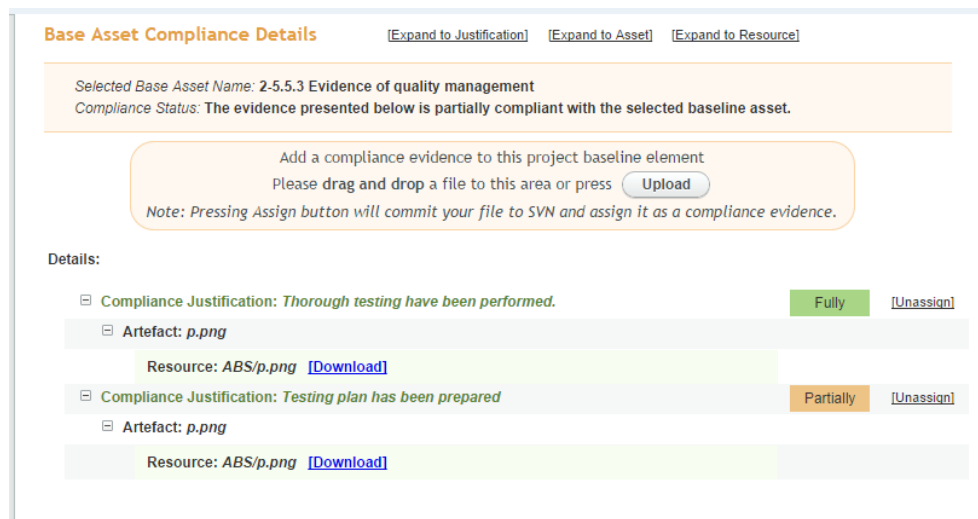 Base Asset Compliance Details [Expand to Justification] [Expand to Asset] [Expand to Resource]
Selected Base Asset Name: 2-5.5.3 Evidence of quality management
Compliance Status: The evidence presented below is partially compliant with the selected baseline asset.
Add a compliance evidence to this project baseline element
Please drag and drop a file to this area or press Upload
Note: Pressing Assign button will commit your file to SVN and assign it as a compliance evidence.
Details:
Compliance Justification: Thorough testing have been performed. Fully [Unassign]
Artefact: p.png
Resource: ABS/p.png [Download]
Compliance Justification: Testing plan has been prepared Partially [Unassign]
Artefact: p.png
Resource: ABS/p.png [Download]